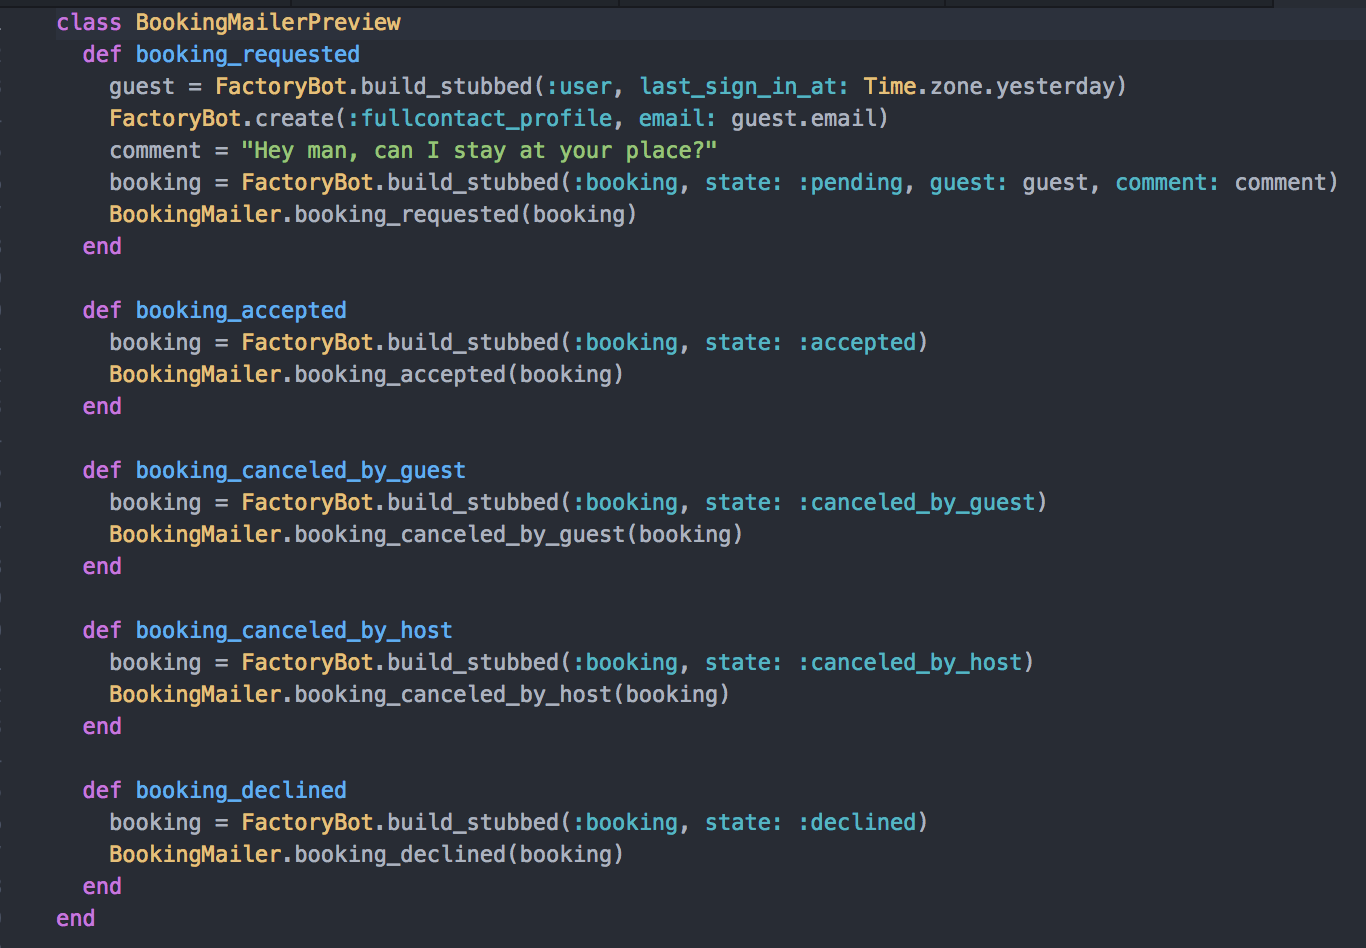 class BookingMailerPreview
  def booking_requested
    guest = FactoryBot.build_stubbed(:user, last_sign_in_at: Time.zone.yesterday)
    FactoryBot.create(:fullcontact_profile, email: guest.email)
    comment = "Hey man, can I stay at your place?"
    booking = FactoryBot.build_stubbed(:booking, state: :pending, guest: guest, comment: comment)
    BookingMailer.booking_requested(booking)
  end

  def booking_accepted
    booking = FactoryBot.build_stubbed(:booking, state: :accepted)
    BookingMailer.booking_accepted(booking)
  end

  def booking_canceled_by_guest
    booking = FactoryBot.build_stubbed(:booking, state: :canceled_by_guest)
    BookingMailer.booking_canceled_by_guest(booking)
  end

  def booking_canceled_by_host
    booking = FactoryBot.build_stubbed(:booking, state: :canceled_by_host)
    BookingMailer.booking_canceled_by_host(booking)
  end

  def booking_declined
    booking = FactoryBot.build_stubbed(:booking, state: :declined)
    BookingMailer.booking_declined(booking)
  end
end